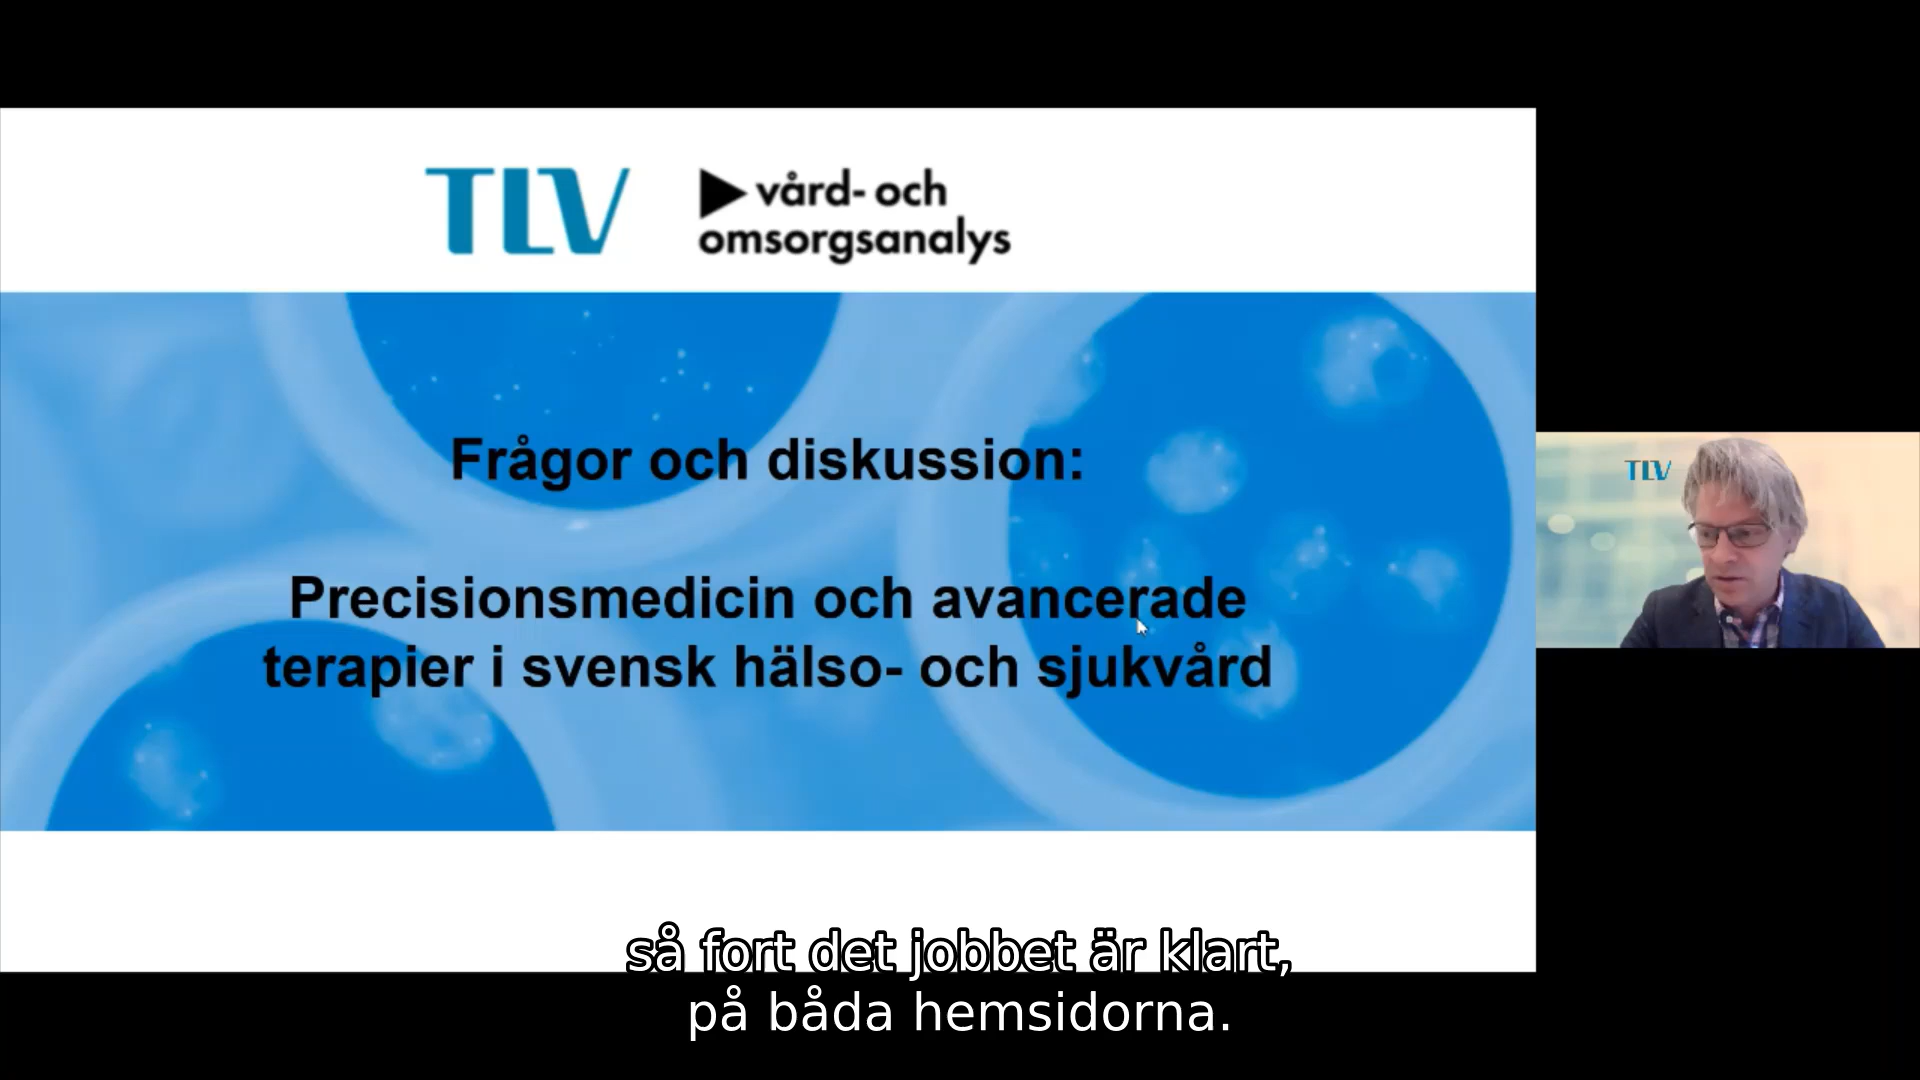 TLV
vård- och
omsorgsanalys
Frågor och diskussion:
Precisionsmedicin och avancerade
terapier i svensk hälso- och sjukvård
TLV
så fort det jobbet är klart,
på båda hemsidorna.